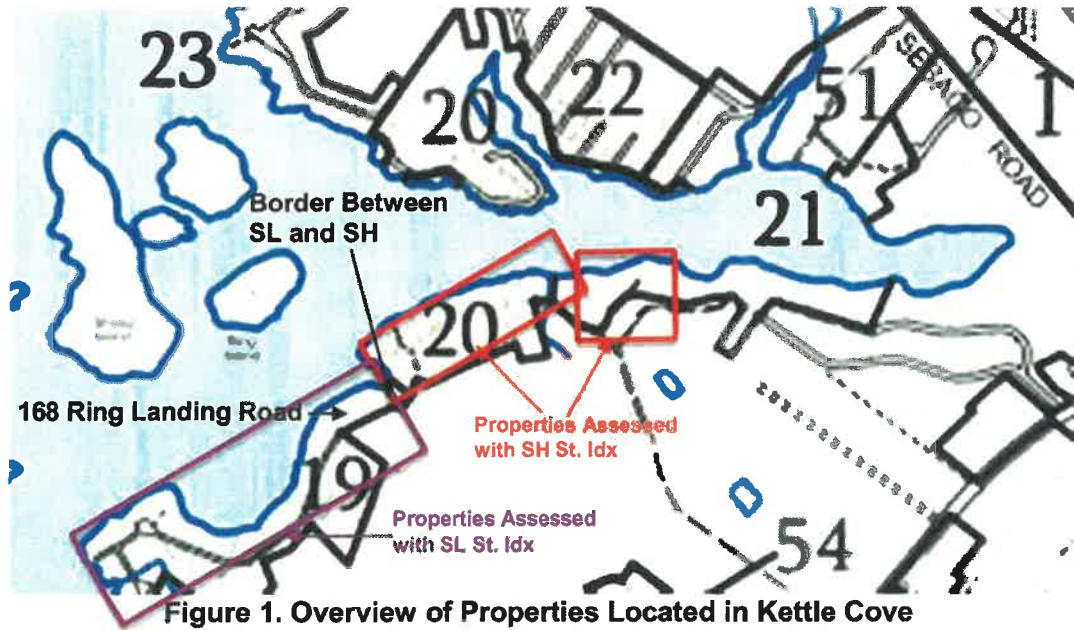 23
20
22
51
SEBAGO
ROAD
1
Border Between
SL and SH
21
20
168 Ring Landing Road
Properties Assessed
with SH St. Idx
19
Properties Assessed
with SL St. Idx
54
Figure 1. Overview of Properties Located in Kettle Cove